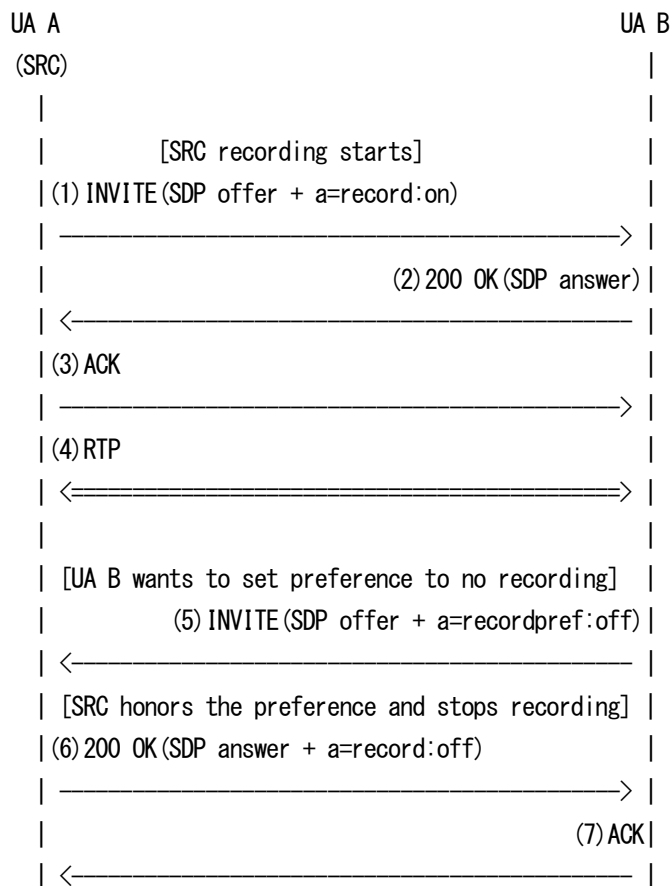 UA A UA B
(SRC) |
| |
| [SRC recording starts] |
|(1)INVITE(SDP offer + a=record:on) |
| ----------------------------------------------> |
| (2)200 OK(SDP answer)|
| <---------------------------------------------- |
|(3)ACK |
| ----------------------------------------------> |
|(4)RTP |
| <=============================================> |
| |
| [UA B wants to set preference to no recording] |
| (5)INVITE(SDP offer + a=recordpref:off)|
| <---------------------------------------------- |
| [SRC honors the preference and stops recording] |
|(6)200 OK(SDP answer + a=record:off) |
| ----------------------------------------------> |
| (7)ACK|
| <---------------------------------------------- |